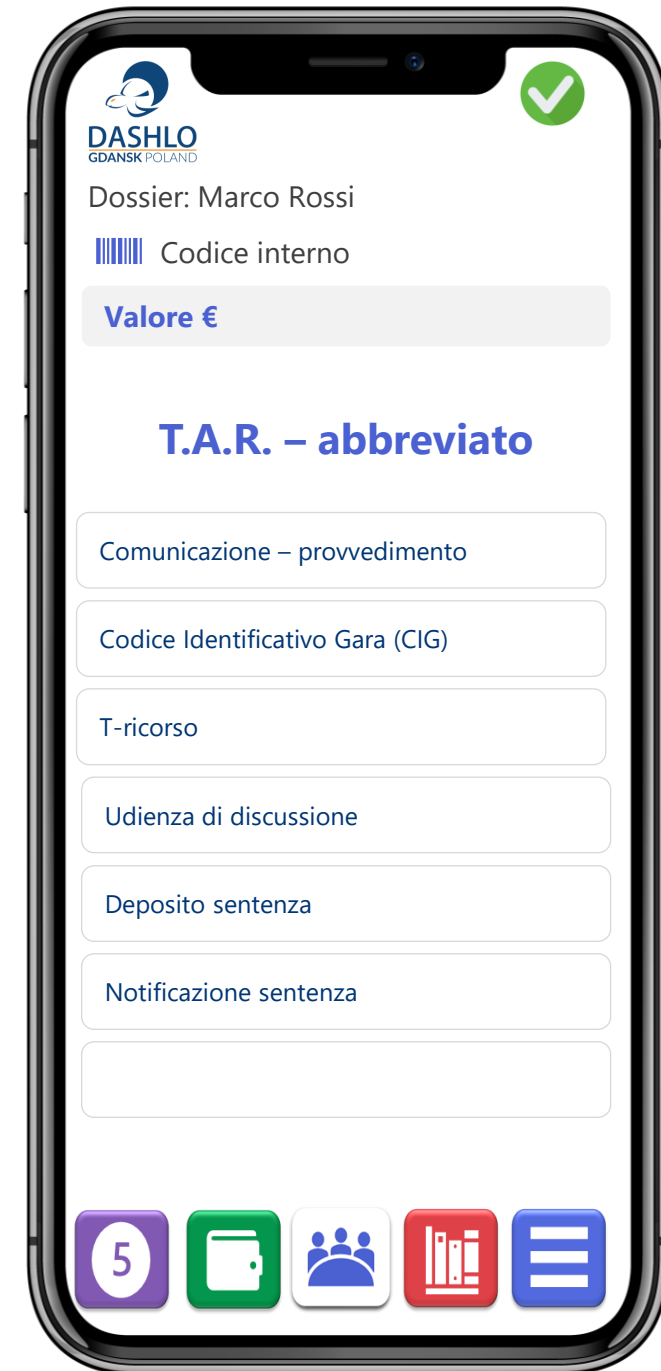 DASHLO
GDANSK POLAND
Dossier: Marco Rossi
Codice interno
Valore €
T.A.R. – abbreviato
Comunicazione – provvedimento
Codice Identificativo Gara (CIG)
T-ricorso
Udienza di discussione
Deposito sentenza
Notificazione sentenza
5